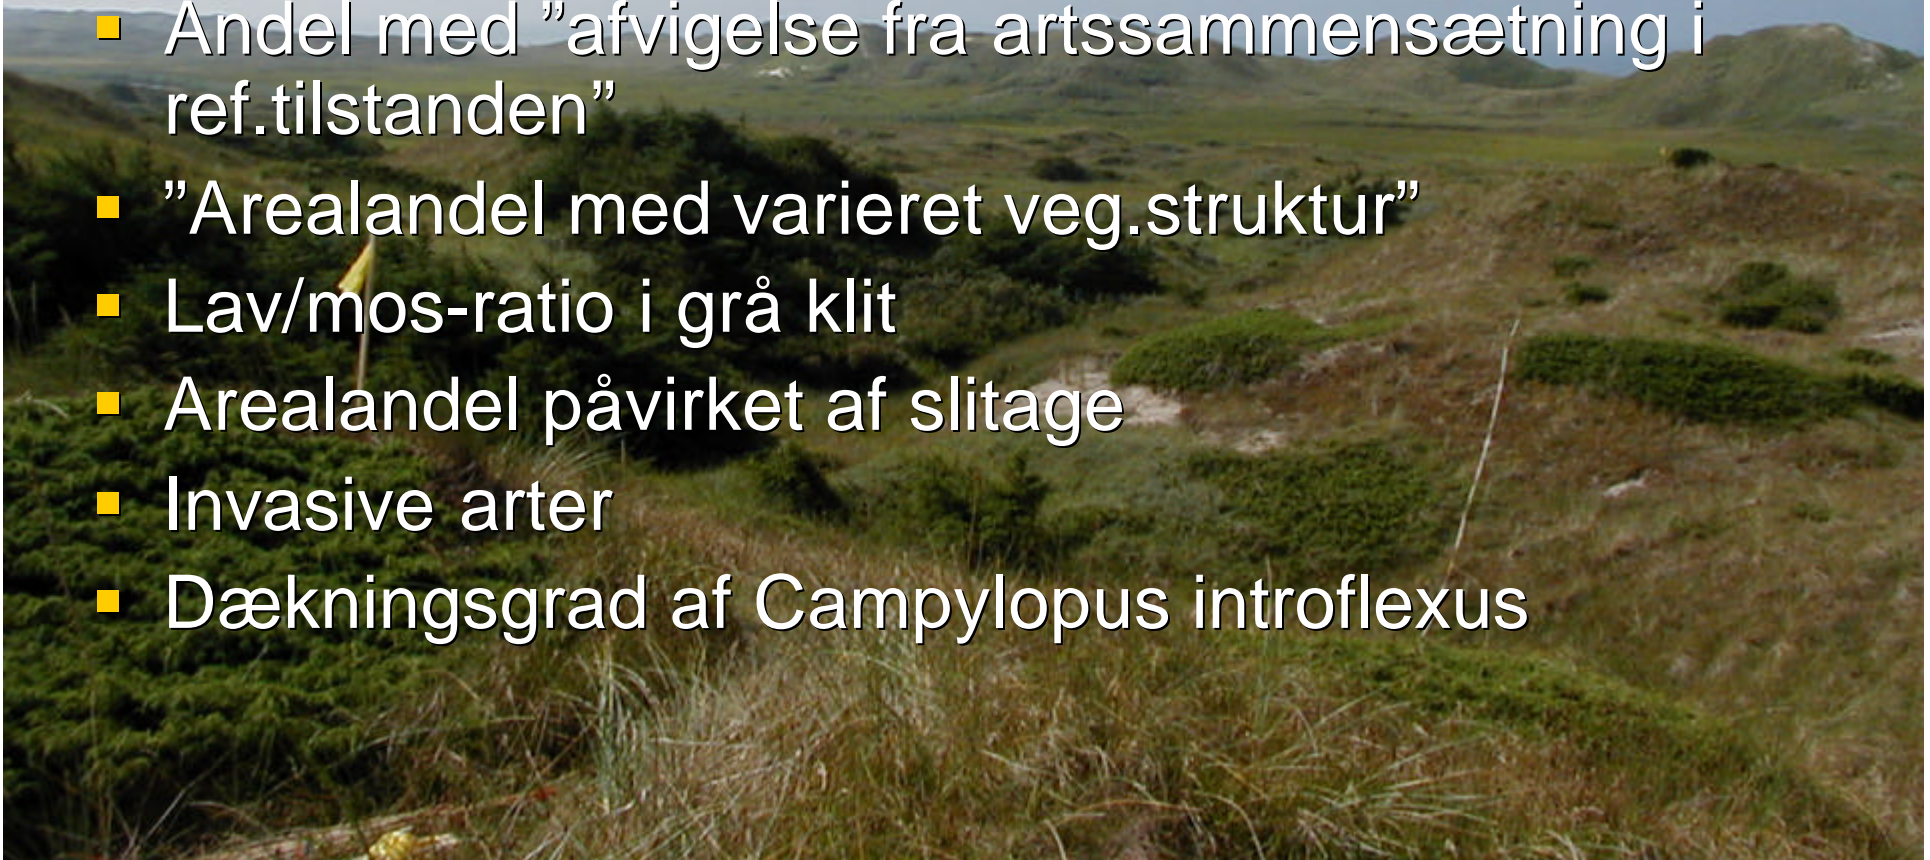 Andel med ”afvigelse fra artssammensætning i
ref.tilstanden”
”Arealandel med varieret veg.struktur”
Lav/mos-ratio i grå klit
Arealandel påvirket af slitage
Invasive arter
Dækningsgrad af Campylopus introflexus